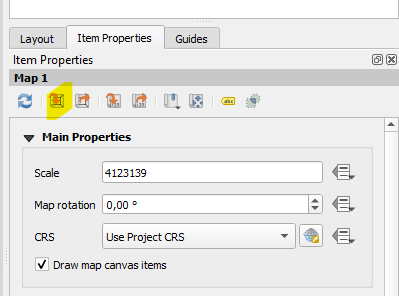 Layout Item Properties Guides
Item Properties
Map 1
abc
Main Properties
Scale 4123139
Map rotation 0,00 °
CRS Use Project CRS
Draw map canvas items